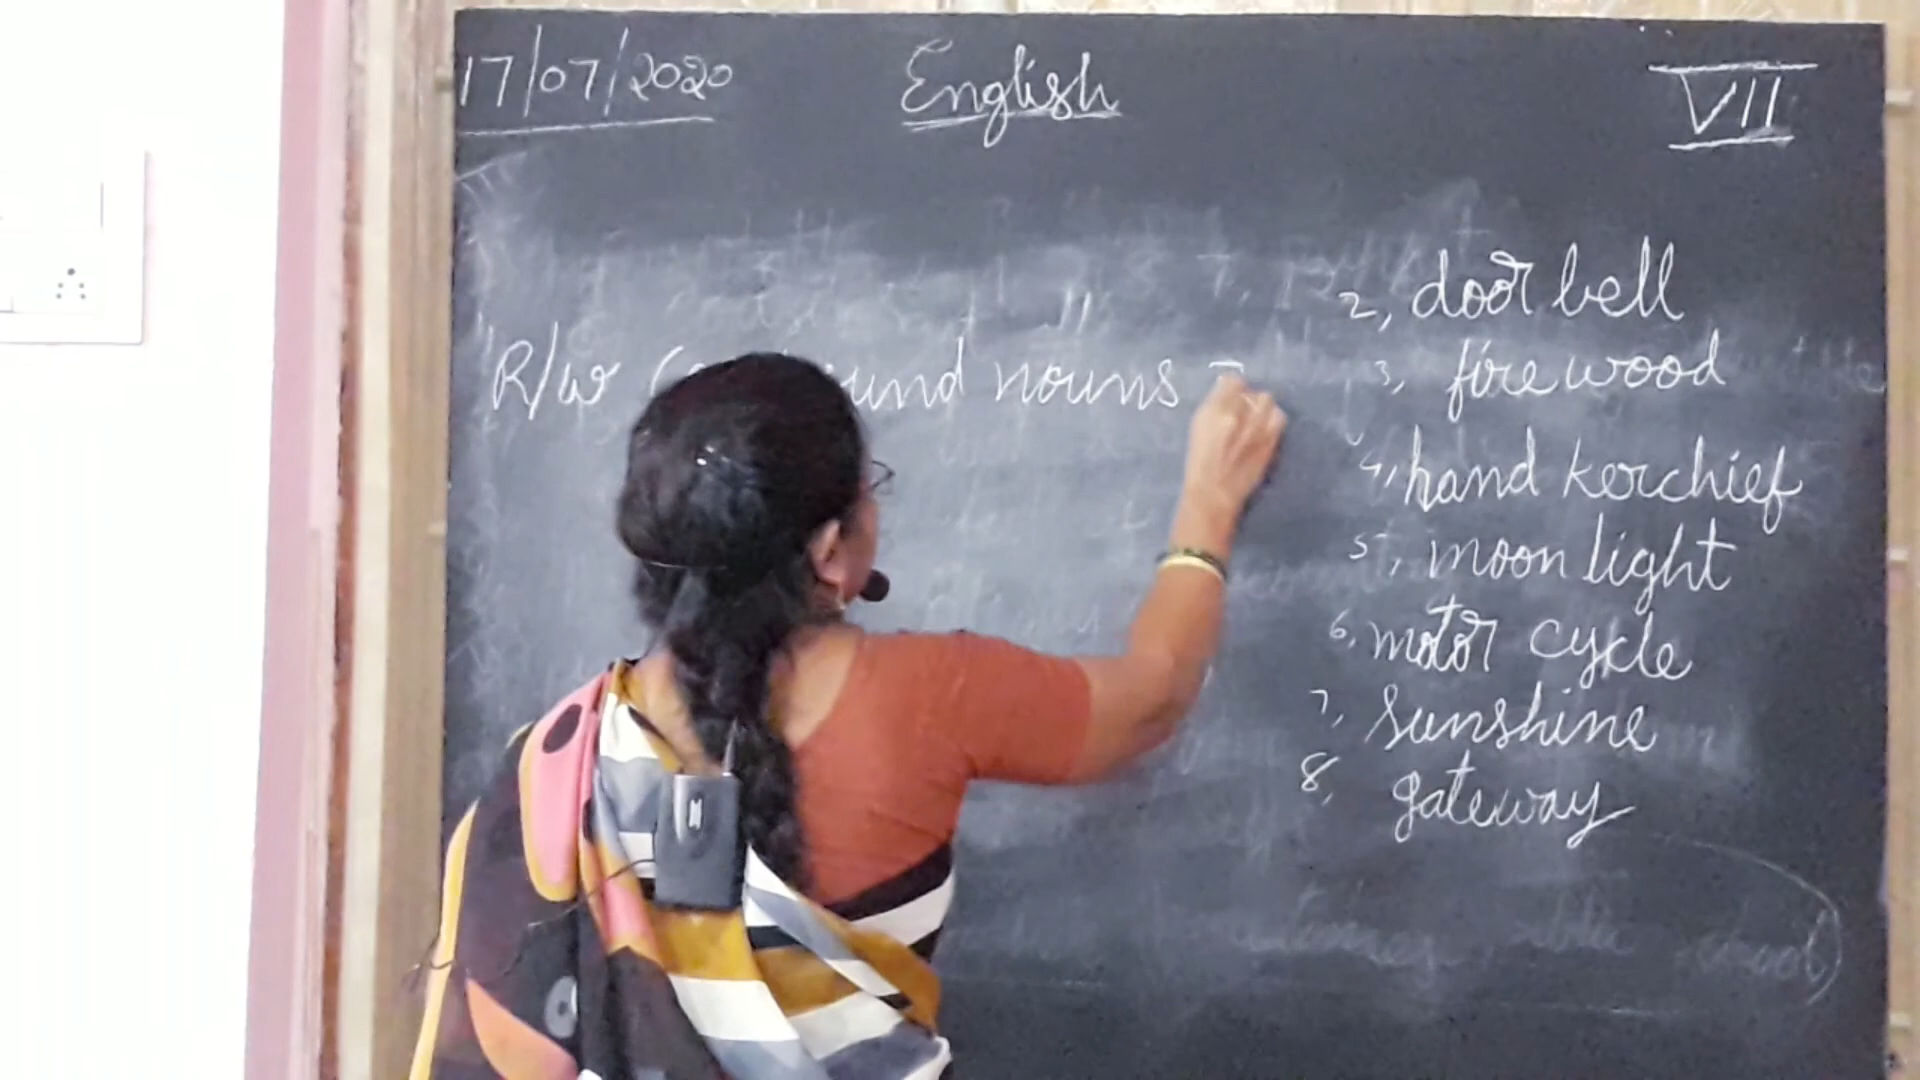 17/07/2020 English VII
2, door bell
R/w nouns
3, fire wood
4, hand kerchief
5, moon light
6, motor cycle
7, sunshine
8, gateway